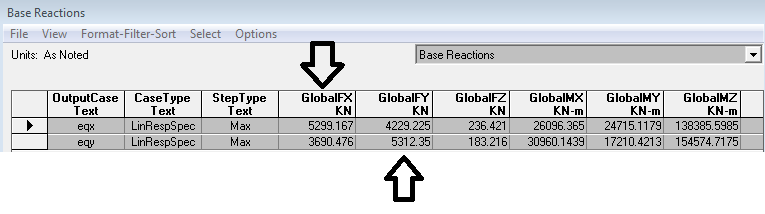 Base Reactions
File View Format-Filter-Sort Select Options
Units: As Noted Base Reactions
OutputCase CaseType StepType GlobalFX GlobalFY GlobalFZ GlobalMX GlobalMY GlobalMZ
Text Text Text KN KN KN KN-m KN-m KN-m
eqx LinRespSpec Max 5299.167 4229.225 236.421 26096.365 24715.1179 138385.5985
eqy LinRespSpec Max 3690.476 5312.35 183.216 30960.1439 17210.4213 154574.7175